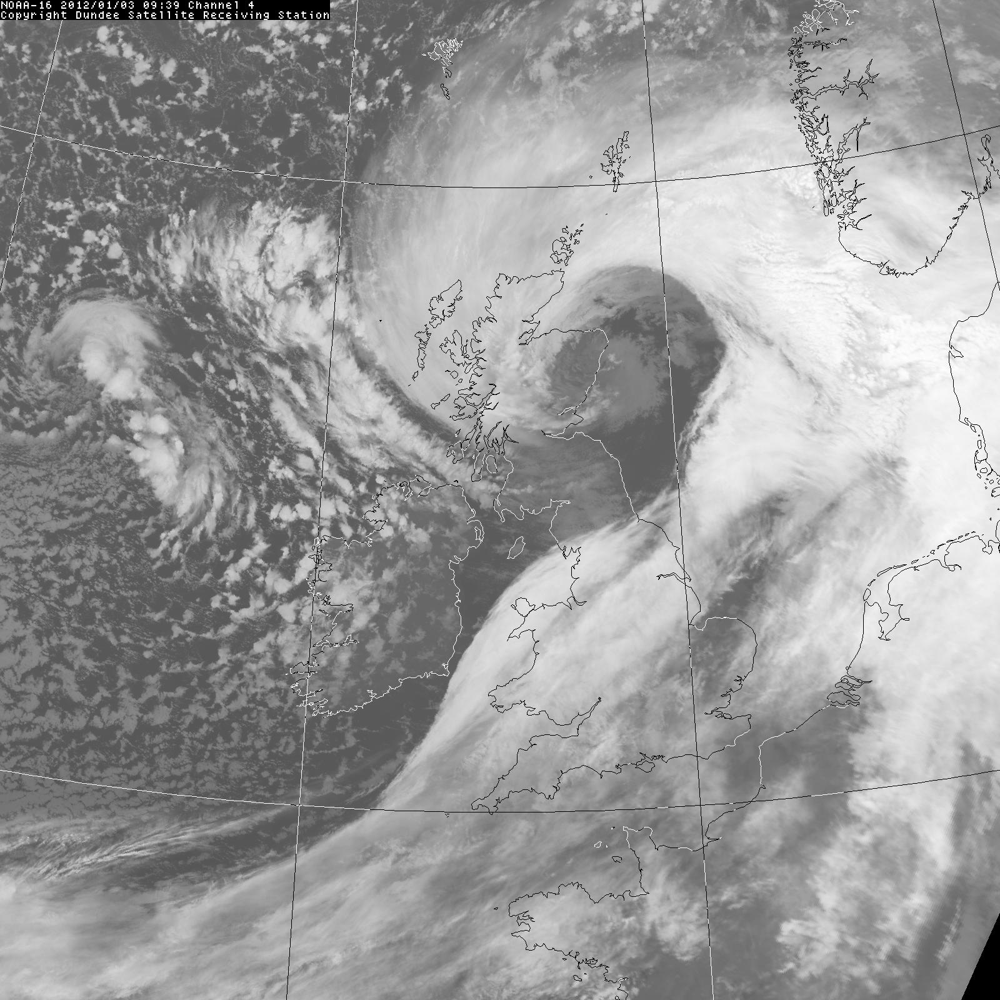 NOAA-16 2012/01/03 09:39 Channel 4
Copyright Dundee Satellite Receiving Station